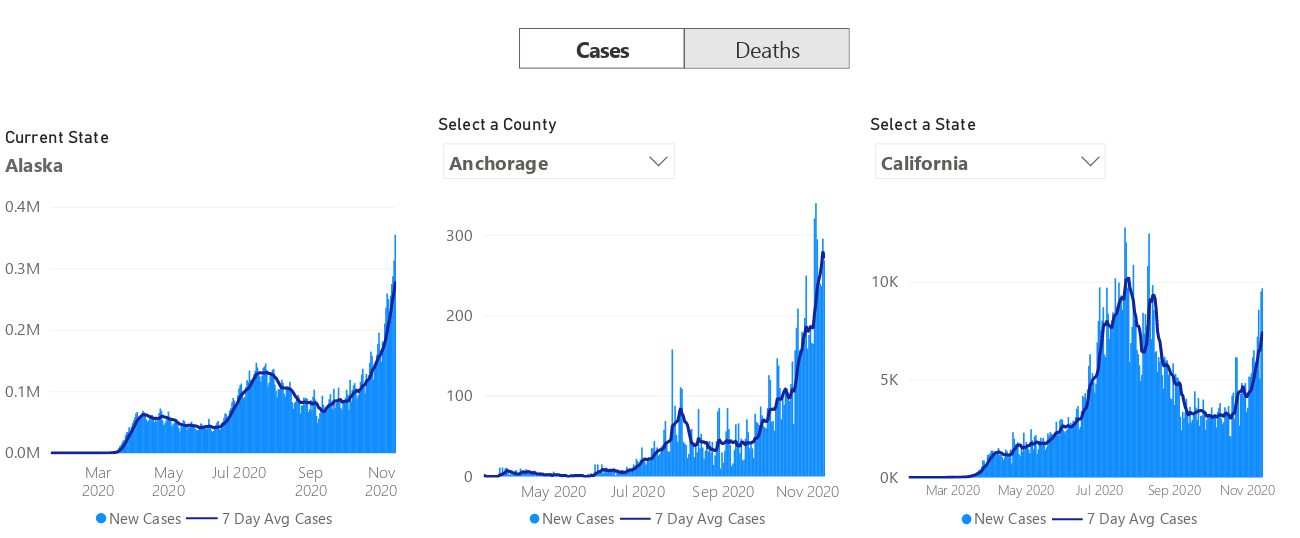 Cases
Deaths
Current State
Alaska
0.4M
0.3M
0.2M
0.1M
0.0M
Mar 2020
May 2020
Jul 2020
Sep 2020
Nov 2020
New Cases
7 Day Avg Cases
Select a County
Anchorage
300
200
100
0
May 2020
Jul 2020
Sep 2020
Nov 2020
New Cases
7 Day Avg Cases
Select a State
California
10K
5K
0K
Mar 2020
May 2020
Jul 2020
Sep 2020
Nov 2020
New Cases
7 Day Avg Cases